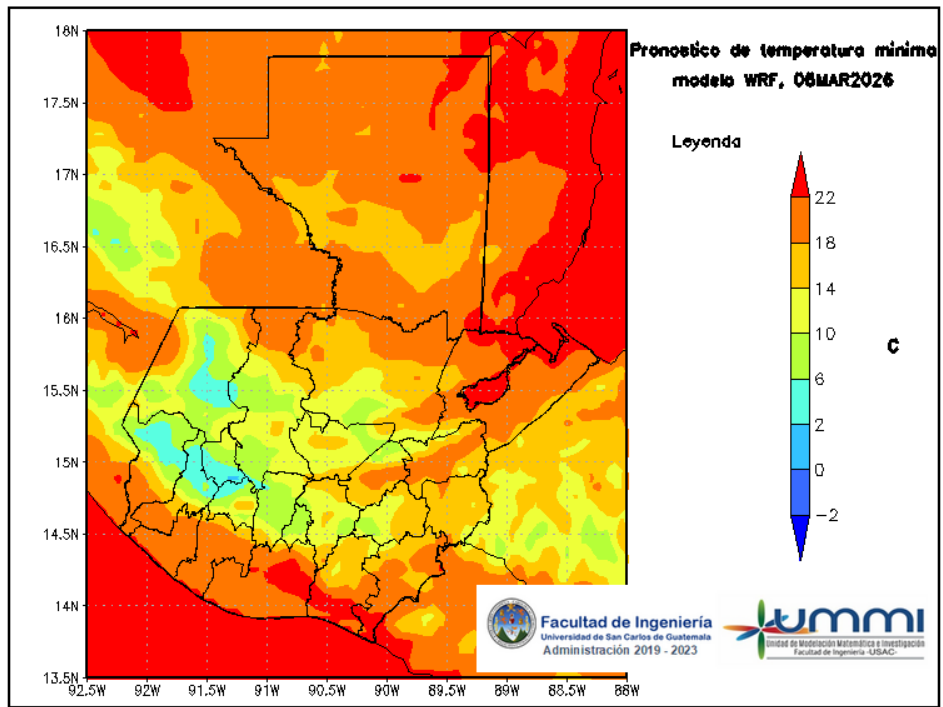 Pronostico de temperatura minima
modelo WRF, 06MAR2026
Leyenda
22
18
14
10
6
2
0
-2
C
18N
17.5N
17N
16.5N
16N
15.5N
15N
14.5N
14N
13.5N
92.5W 92W 91.5W 91W 90.5W 90W 89.5W 89W 88.5W 88W
Facultad de Ingeniería
Universidad de San Carlos de Guatemala
Administración 2019 - 2023
UMMI
Unidad de Modelación Matemática e Investigación
Facultad de Ingeniería -USAC-